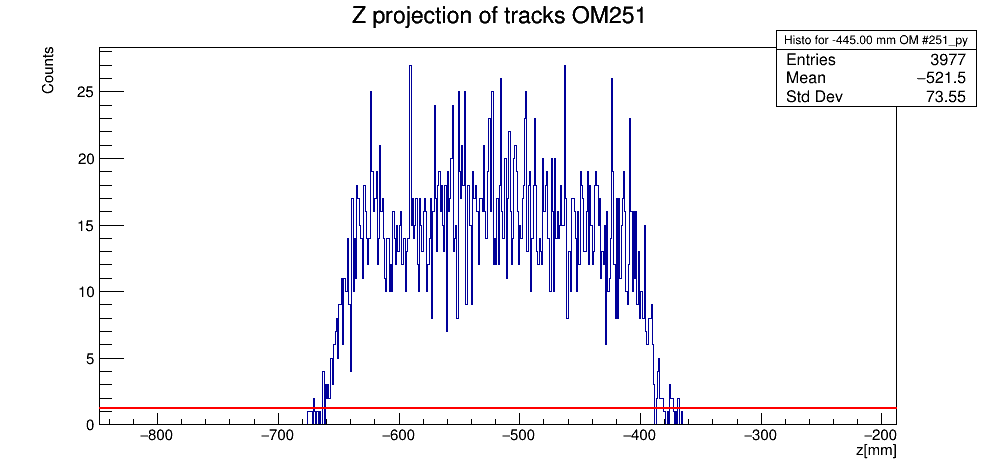 Z projection of tracks OM251
Histo for -445.00 mm OM #251_py
Entries 3977
Mean −521.5
Std Dev 73.55
Counts
25
20
15
10
5
0
−800 −700 −600 −500 −400 −300 −200
z[mm]